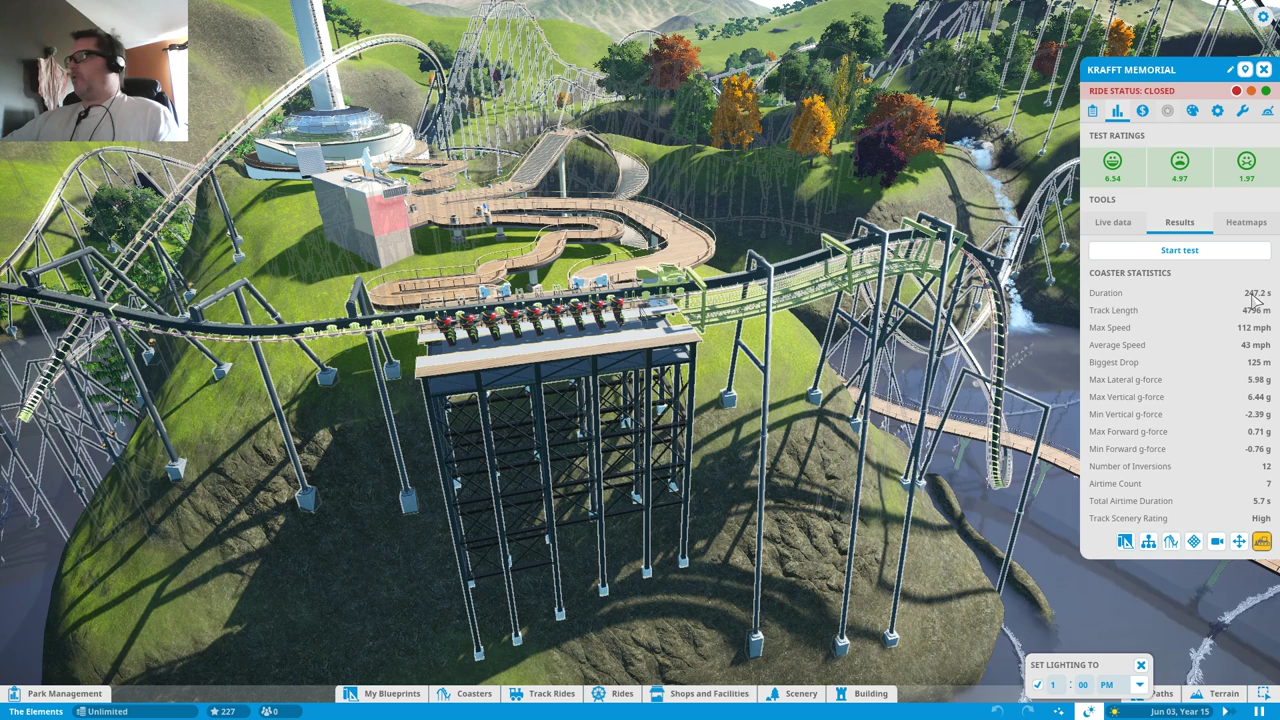 KRAFFT MEMORIAL
RIDE STATUS: CLOSED
TEST RATINGS
6.54 4.97 1.97
TOOLS
Live data Results Heatmaps
Start test
COASTER STATISTICS
Duration 247.2 s
Track Length 4796 m
Max Speed 112 mph
Average Speed 43 mph
Biggest Drop 125 m
Max Lateral g-force 5.98 g
Max Vertical g-force 6.44 g
Min Vertical g-force -2.39 g
Max Forward g-force 0.71 g
Min Forward g-force -0.76 g
Number of Inversions 12
Airtime Count 7
Total Airtime Duration 5.7 s
Track Scenery Rating High
SET LIGHTING TO
1 : 00 PM
Park Management My Blueprints Coasters Track Rides Rides Shops and Facilities Scenery Building Paths Terrain
The Elements Unlimited 227 0 Jun 03, Year 15